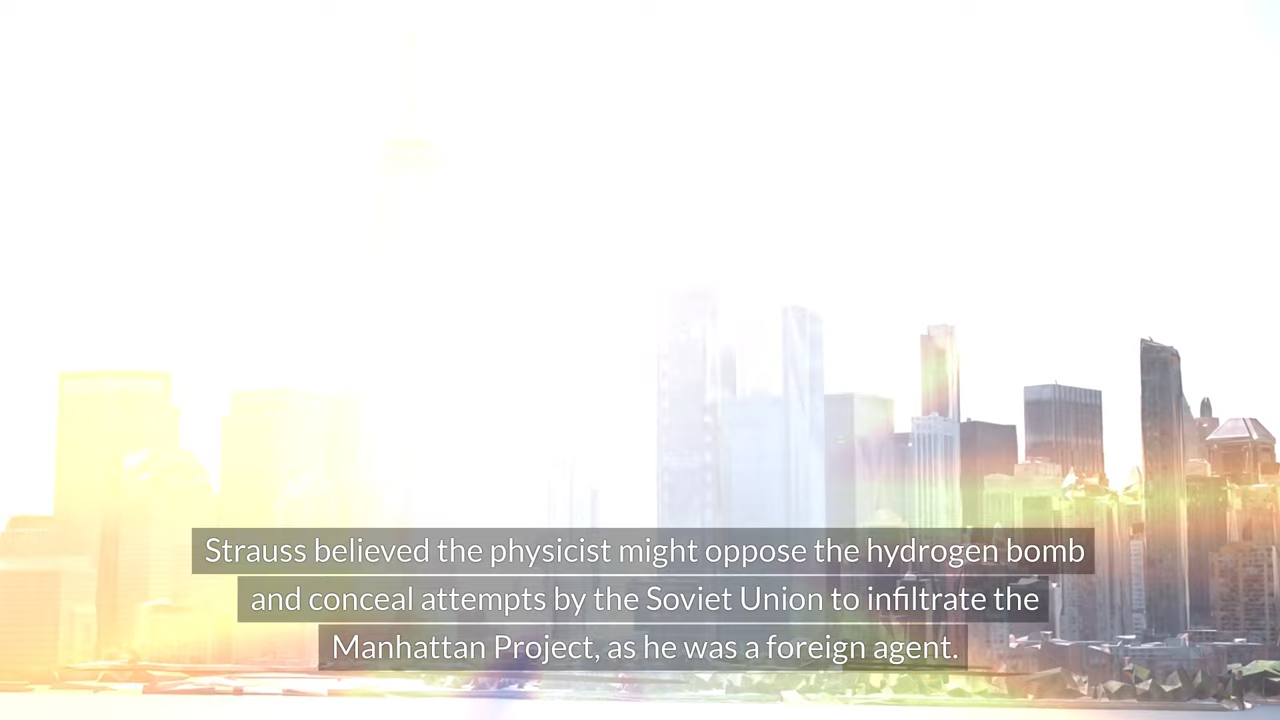 Strauss believed the physicist might oppose the hydrogen bomb
and conceal attempts by the Soviet Union to infiltrate the
Manhattan Project, as he was a foreign agent.